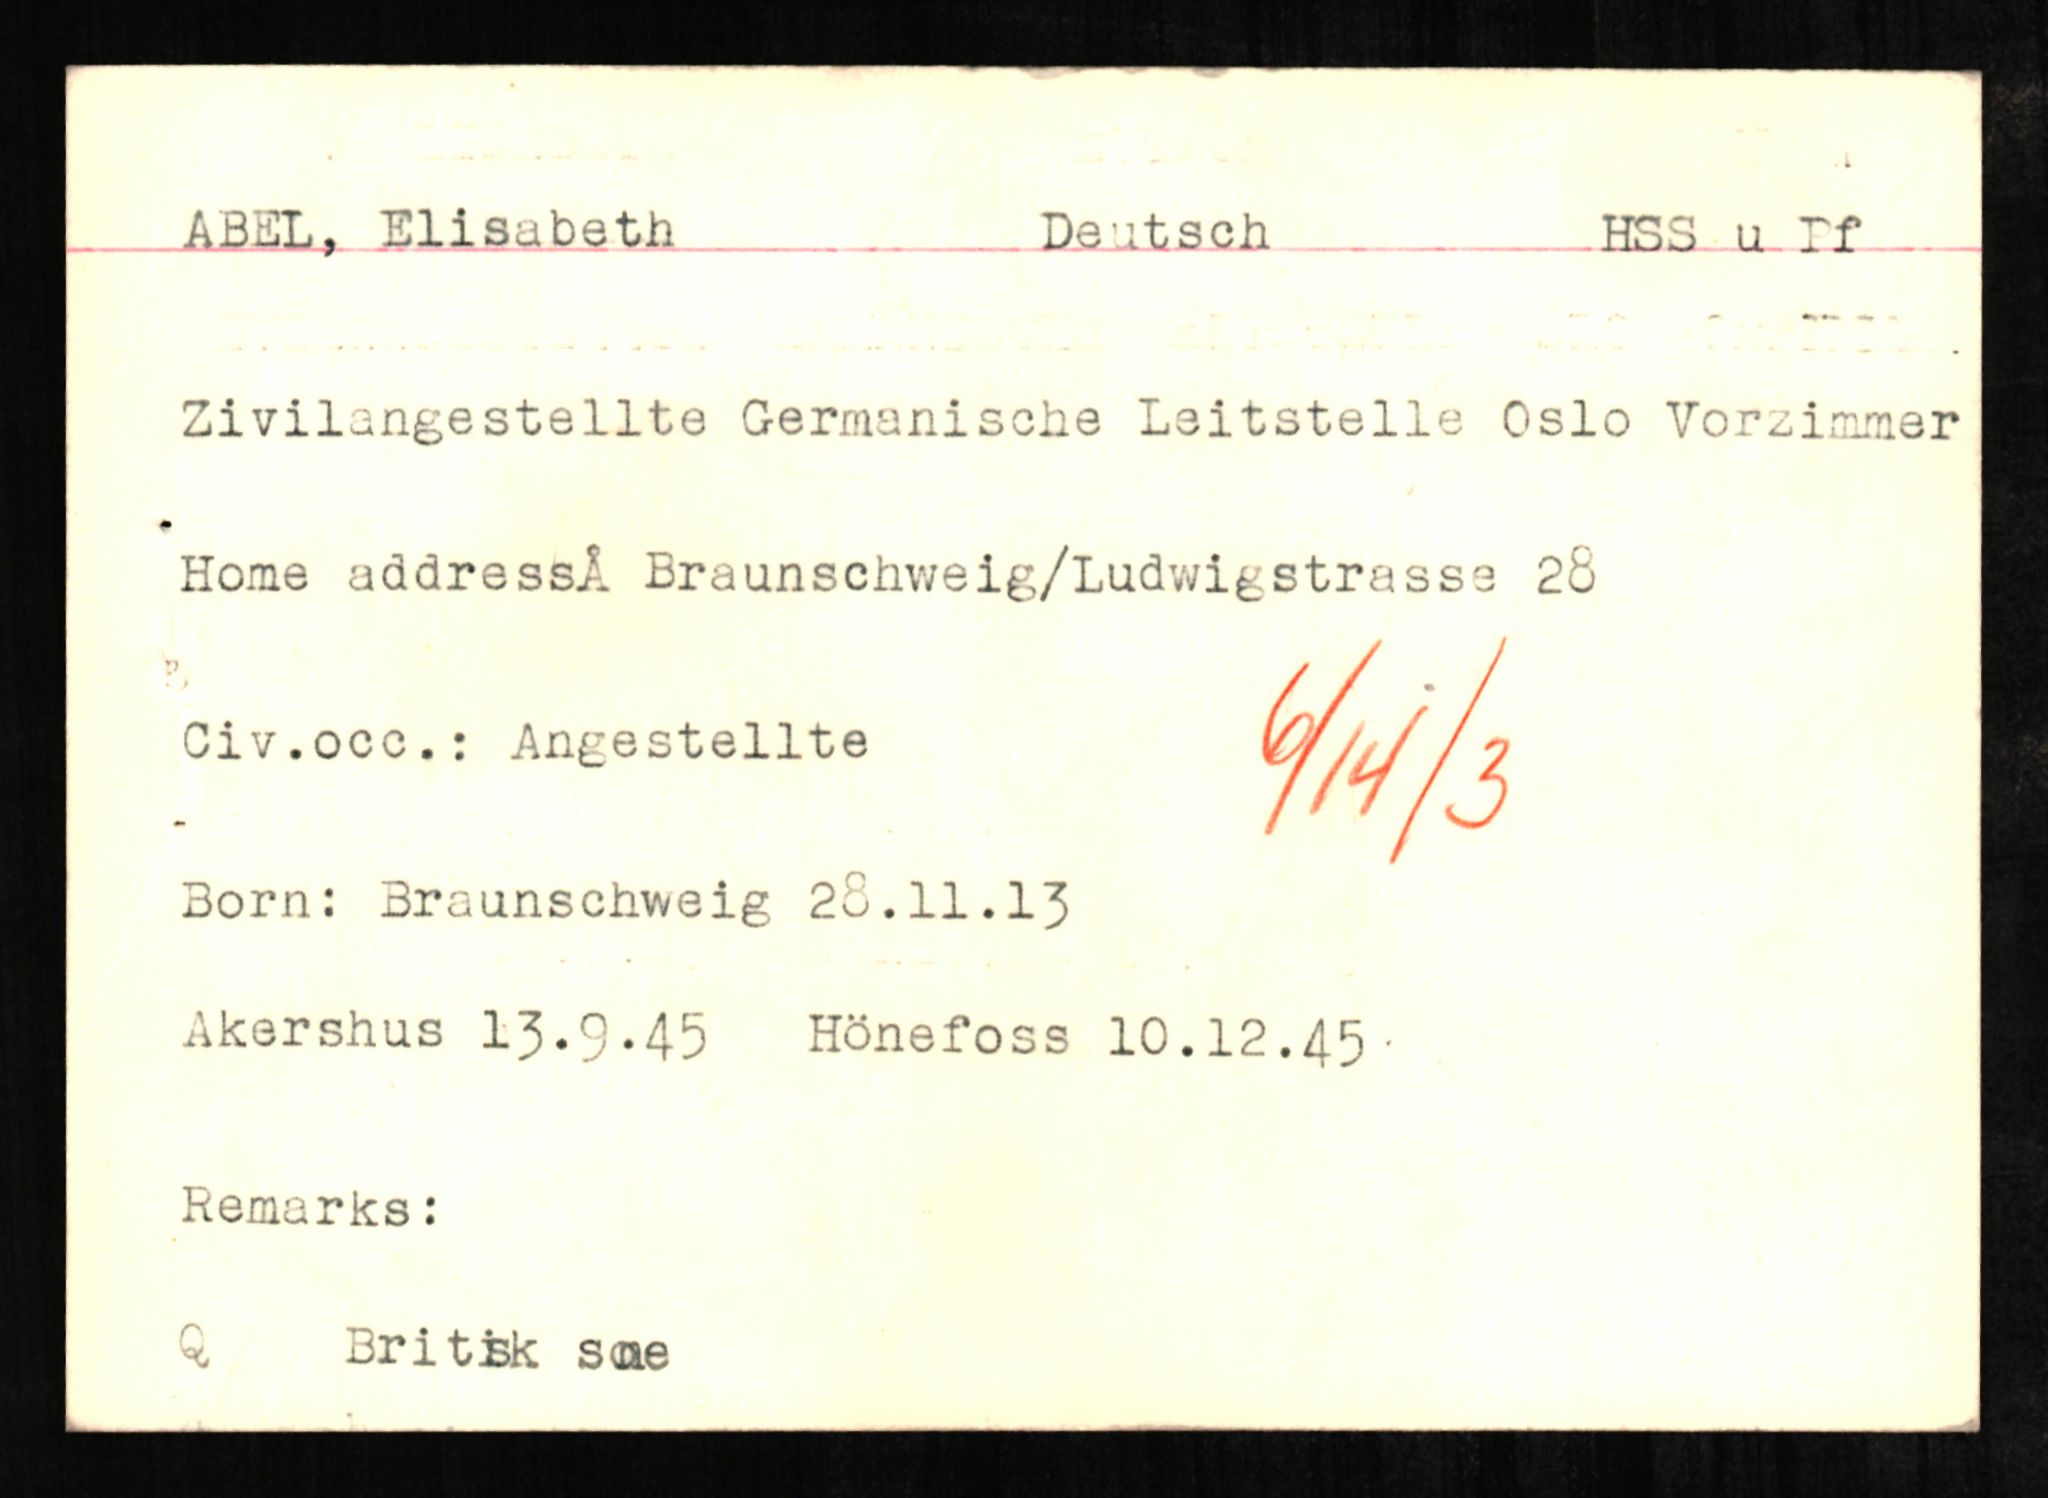 ABEL, Elisabeth Deutsch HSS u Pf
Zivilangestellte Germanische Leitstelle Oslo Vorzimmer
Home addressÅ Braunschweig/Ludwigstrasse 28
Civ.occ.: Angestellte
6/14/3
Born: Braunschweig 28.11.13
Akershus 13.9.45 Hönefoss 10.12.45
Remarks:
Q Britisk